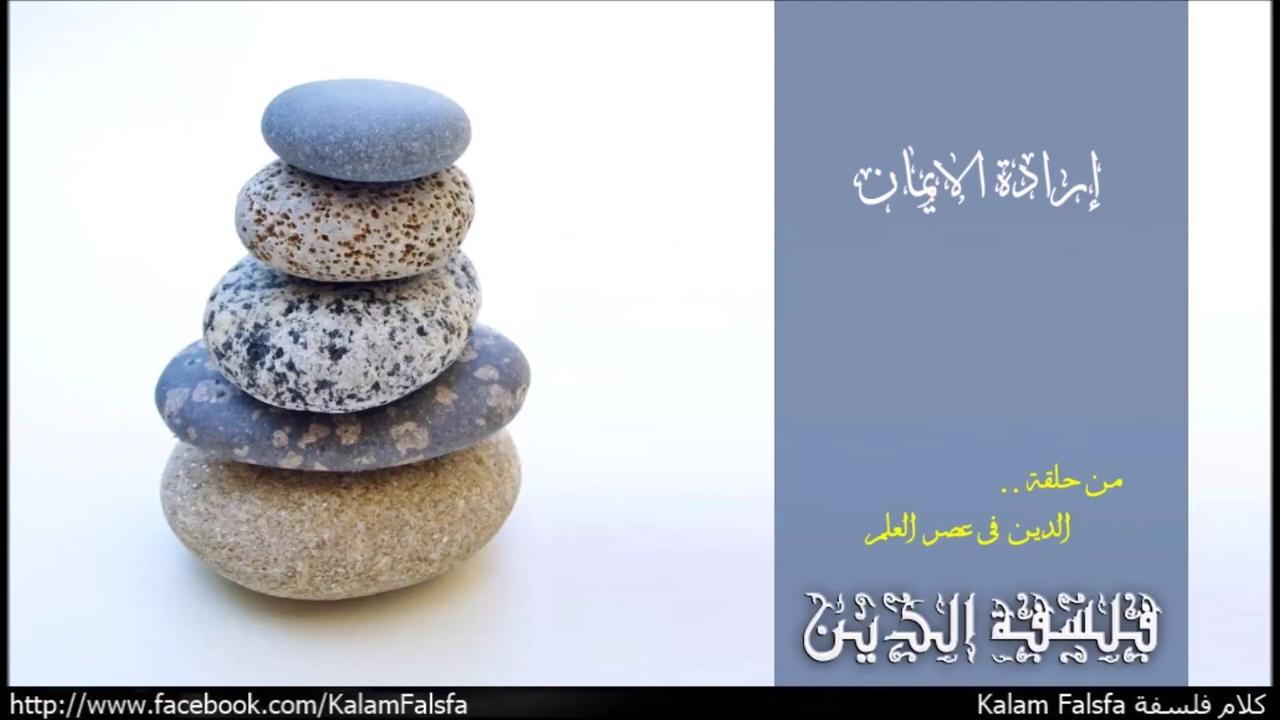 إرادة الإيمان
من حلقة ..
الدين فى عصر العلم
فلسفة الدين
http://www.facebook.com/KalamFalsfa
Kalam Falsfa كلام فلسفة